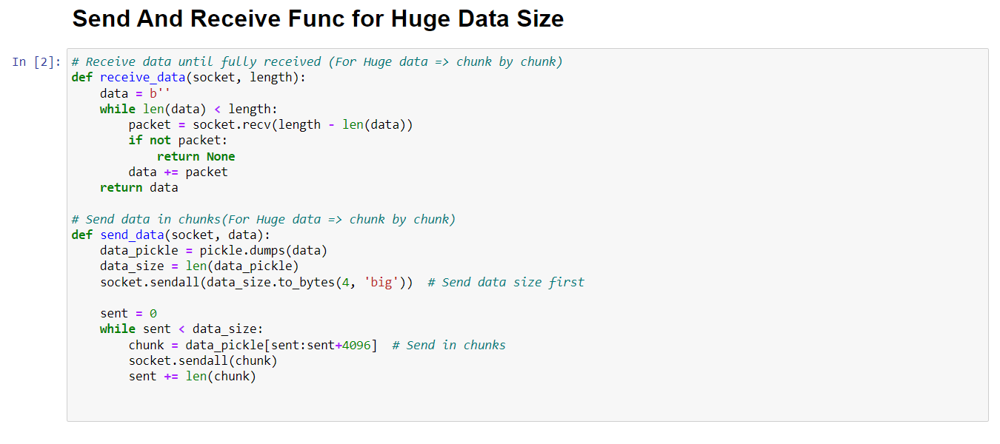 Send And Receive Func for Huge Data Size
In [2]: # Receive data until fully received (For Huge data => chunk by chunk)
def receive_data(socket, length):
    data = b''
    while len(data) < length:
        packet = socket.recv(length - len(data))
        if not packet:
            return None
        data += packet
    return data

# Send data in chunks(For Huge data => chunk by chunk)
def send_data(socket, data):
    data_pickle = pickle.dumps(data)
    data_size = len(data_pickle)
    socket.sendall(data_size.to_bytes(4, 'big'))  # Send data size first

    sent = 0
    while sent < data_size:
        chunk = data_pickle[sent:sent+4096]  # Send in chunks
        socket.sendall(chunk)
        sent += len(chunk)